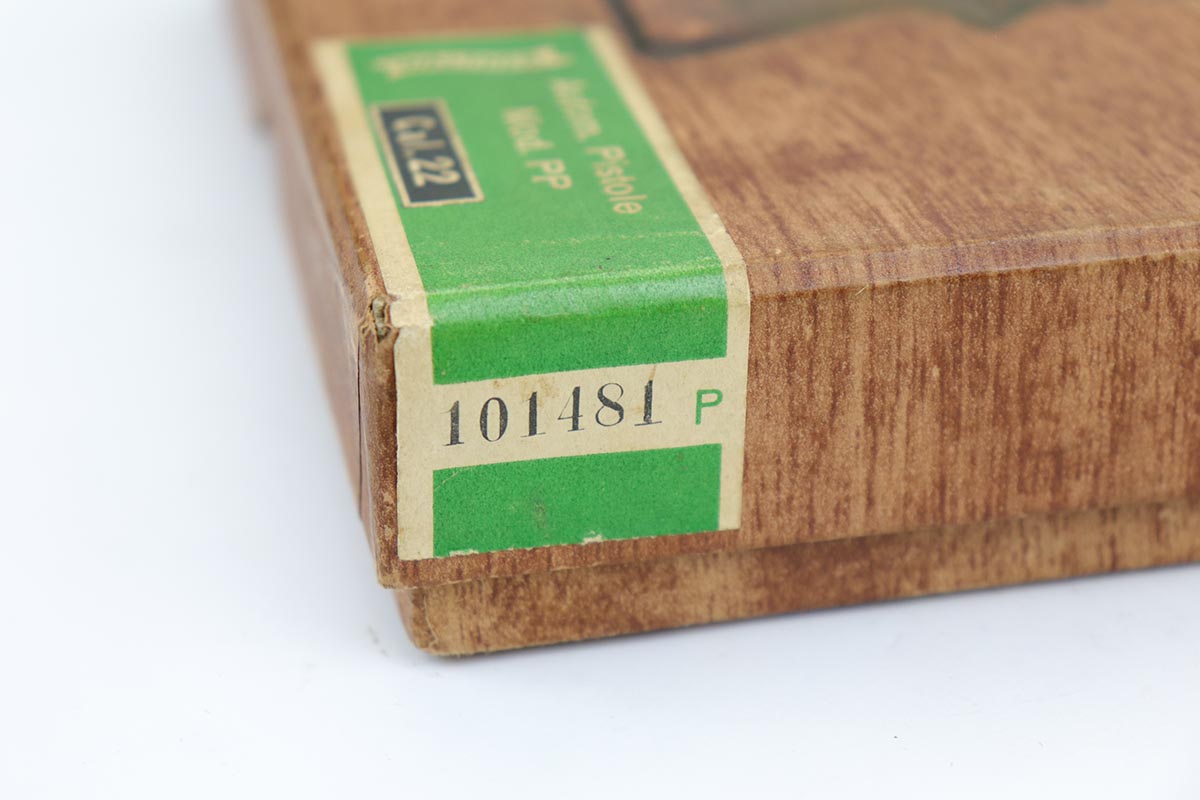 Autom. Pistole
Mod. PP
Cal. 22
101481 P